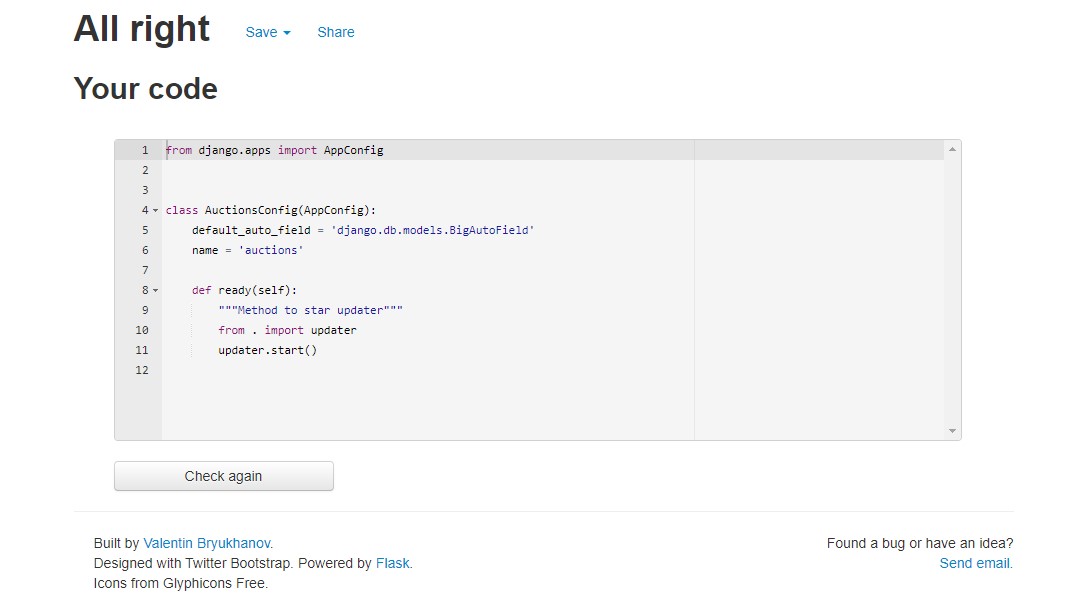 All right Save Share
Your code
1 from django.apps import AppConfig
2
3
4 class AuctionsConfig(AppConfig):
5     default_auto_field = 'django.db.models.BigAutoField'
6     name = 'auctions'
7
8     def ready(self):
9         """Method to star updater"""
10         from . import updater
11         updater.start()
12
Check again
Built by Valentin Bryukhanov. Found a bug or have an idea?
Designed with Twitter Bootstrap. Powered by Flask. Send email.
Icons from Glyphicons Free.